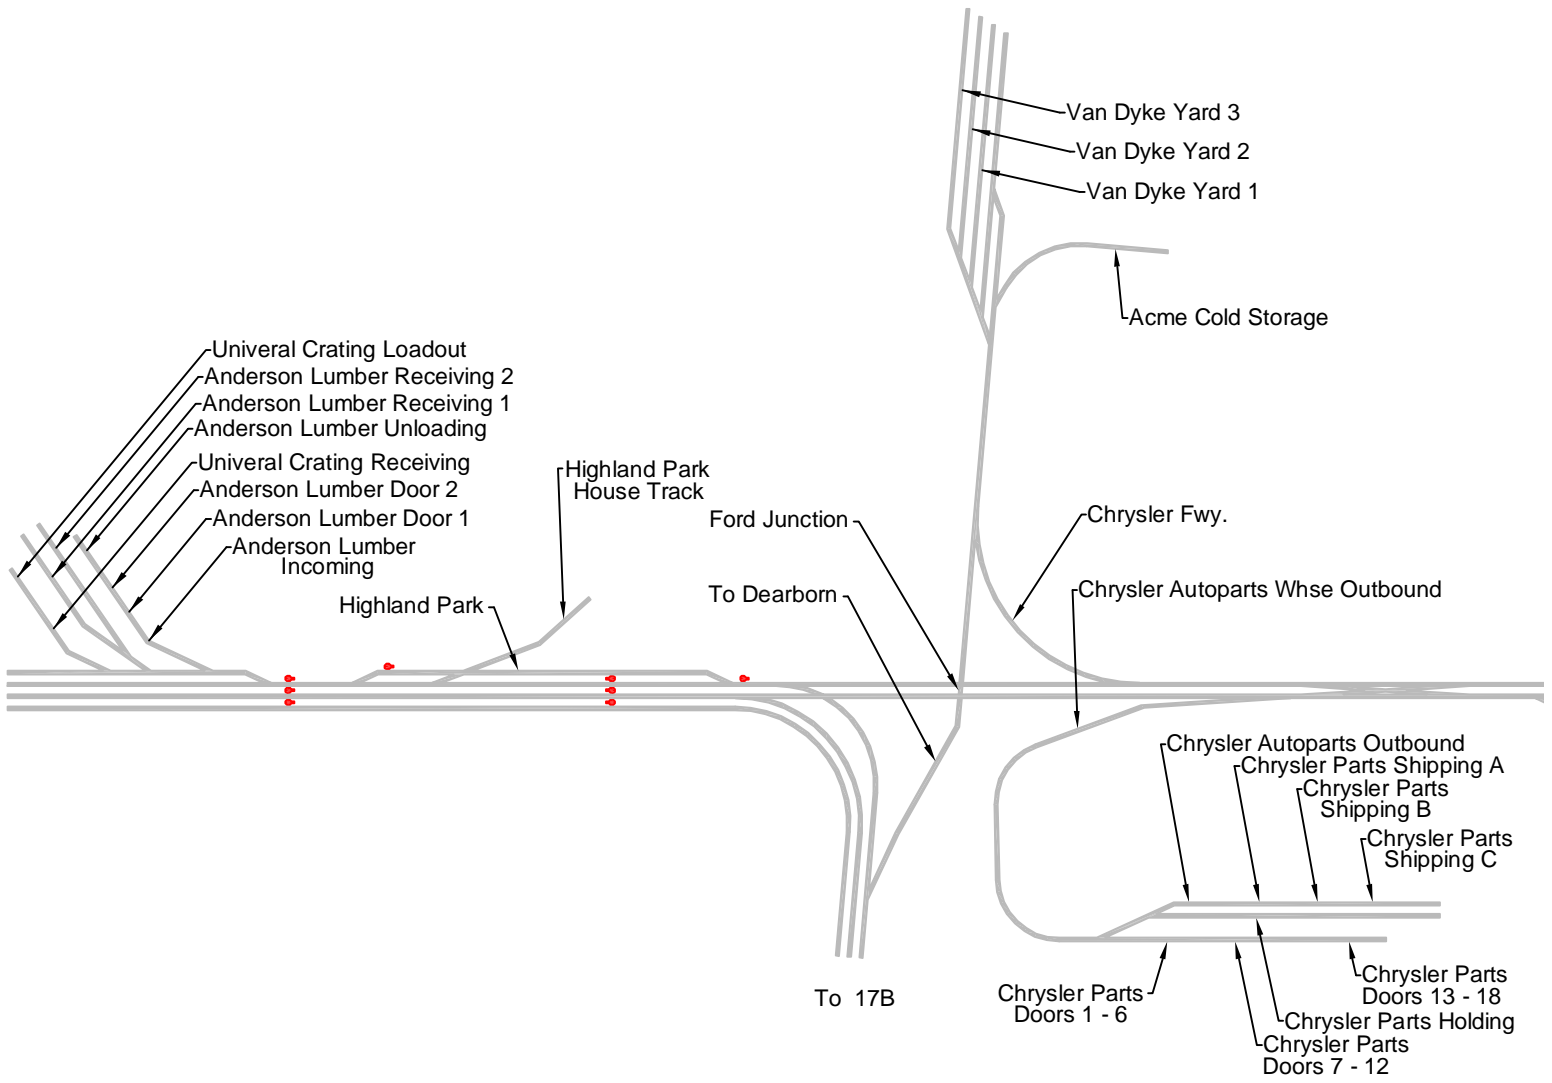 Van Dyke Yard 3
Van Dyke Yard 2
Van Dyke Yard 1
Acme Cold Storage
Univeral Crating Loadout
Anderson Lumber Receiving 2
Anderson Lumber Receiving 1
Anderson Lumber Unloading
Univeral Crating Receiving
Anderson Lumber Door 2
Anderson Lumber Door 1
Anderson Lumber
Incoming
Highland Park
House Track
Highland Park
Ford Junction
To Dearborn
Chrysler Fwy.
Chrysler Autoparts Whse Outbound
Chrysler Autoparts Outbound
Chrysler Parts Shipping A
Chrysler Parts
Shipping B
Chrysler Parts
Shipping C
To 17B
Chrysler Parts
Doors 1 - 6
Chrysler Parts
Doors 13 - 18
Chrysler Parts Holding
Chrysler Parts
Doors 7 - 12